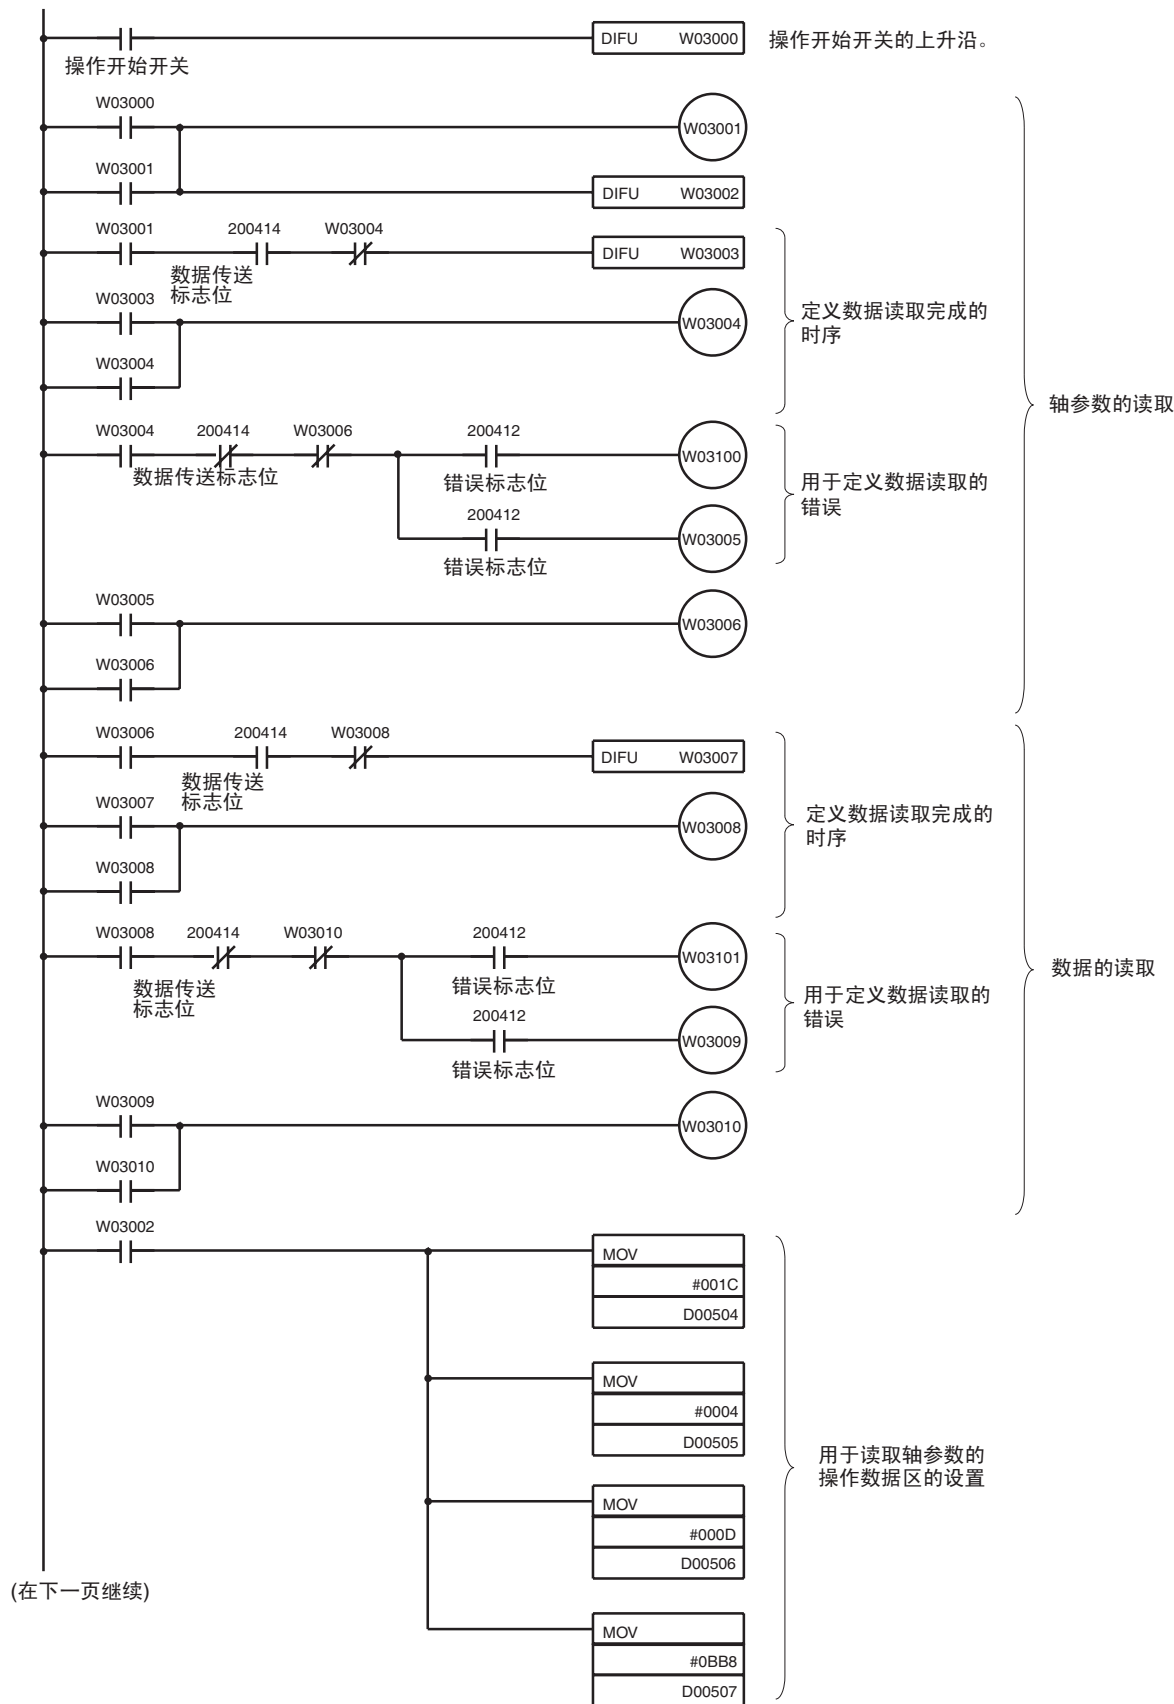 DIFU W03000 操作开始开关的上升沿。
操作开始开关
W03000
W03001
W03001
DIFU W03002
W03001 200414 W03004
DIFU W03003
数据传送
标志位
W03003
W03004
定义数据读取完成的
时序
W03004
轴参数的读取
W03004 200414 W03006 200412
W03100
数据传送标志位 错误标志位
用于定义数据读取的
错误
200412
W03005
错误标志位
W03005
W03006
W03006
W03006 200414 W03008
DIFU W03007
数据传送
标志位
W03007
W03008
定义数据读取完成的
时序
W03008
W03008 200414 W03010 200412
W03101
数据的读取
数据传送
标志位
错误标志位
用于定义数据读取的
错误
200412
W03009
错误标志位
W03009
W03010
W03010
W03002
MOV
#001C
D00504
MOV
#0004
D00505
用于读取轴参数的
操作数据区的设置
MOV
#000D
D00506
(在下一页继续)
MOV
#0BB8
D00507